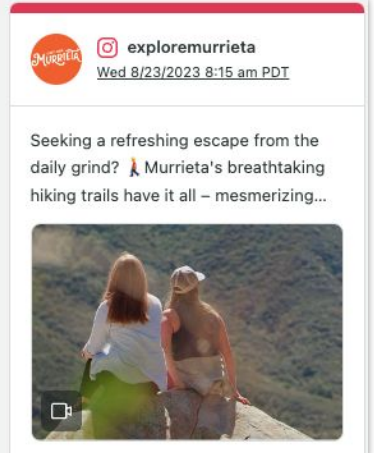 MURRIETA
exploremurrieta
Wed 8/23/2023 8:15 am PDT
Seeking a refreshing escape from the
daily grind? 🚶Murrieta's breathtaking
hiking trails have it all – mesmerizing...